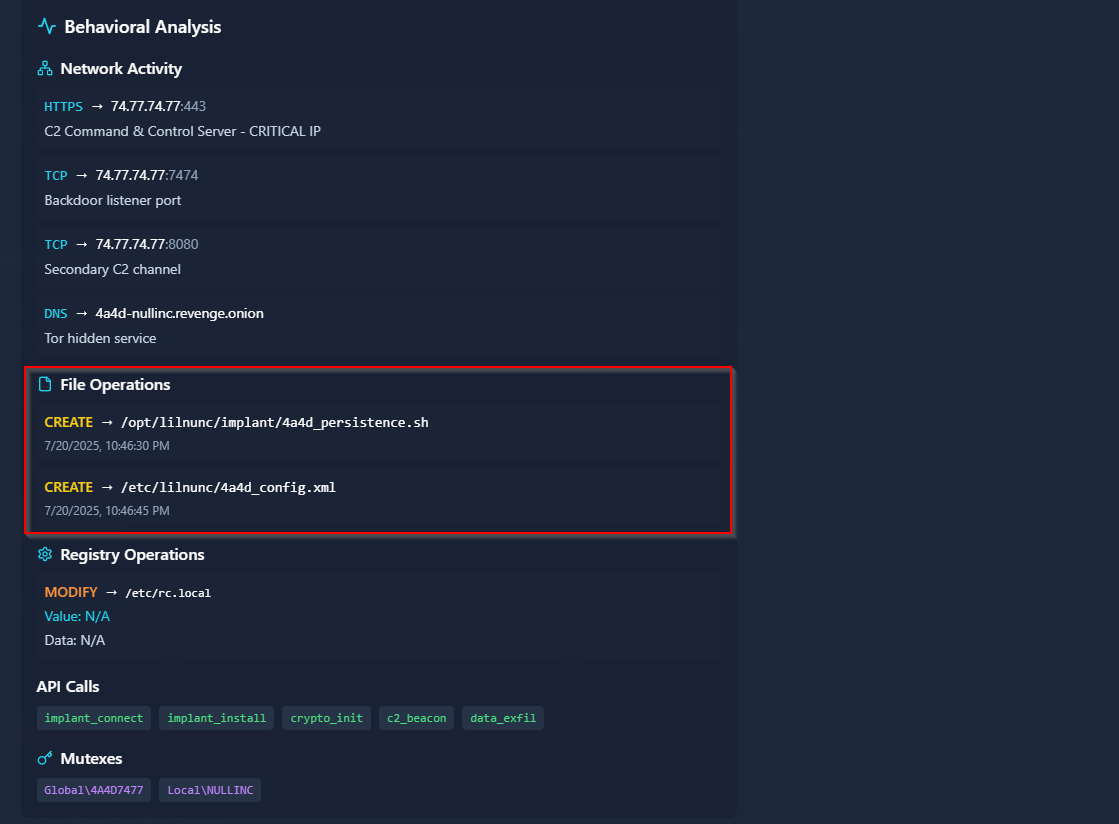 Behavioral Analysis
Network Activity
HTTPS → 74.77.74.77:443
C2 Command & Control Server - CRITICAL IP
TCP → 74.77.74.77:7474
Backdoor listener port
TCP → 74.77.74.77:8080
Secondary C2 channel
DNS → 4a4d-nullinc.revenge.onion
Tor hidden service
File Operations
CREATE → /opt/lilnunc/implant/4a4d_persistence.sh
7/20/2025, 10:46:30 PM
CREATE → /etc/lilnunc/4a4d_config.xml
7/20/2025, 10:46:45 PM
Registry Operations
MODIFY → /etc/rc.local
Value: N/A
Data: N/A
API Calls
implant_connect implant_install crypto_init c2_beacon data_exfil
Mutexes
Global\4A4D7477 Local\NULLINC